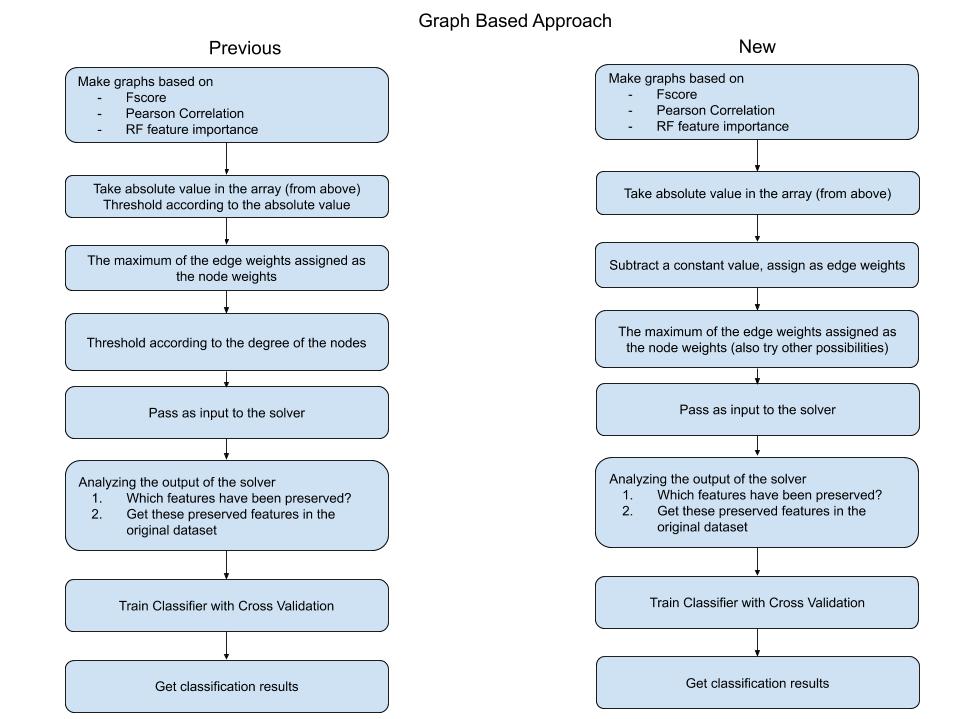 Graph Based Approach
Previous
Make graphs based on
- Fscore
- Pearson Correlation
- RF feature importance
Take absolute value in the array (from above)
Threshold according to the absolute value
The maximum of the edge weights assigned as
the node weights
Threshold according to the degree of the nodes
Pass as input to the solver
Analyzing the output of the solver
1. Which features have been preserved?
2. Get these preserved features in the
original dataset
Train Classifier with Cross Validation
Get classification results
New
Make graphs based on
- Fscore
- Pearson Correlation
- RF feature importance
Take absolute value in the array (from above)
Subtract a constant value, assign as edge weights
The maximum of the edge weights assigned as
the node weights (also try other possibilities)
Pass as input to the solver
Analyzing the output of the solver
1. Which features have been preserved?
2. Get these preserved features in the
original dataset
Train Classifier with Cross Validation
Get classification results